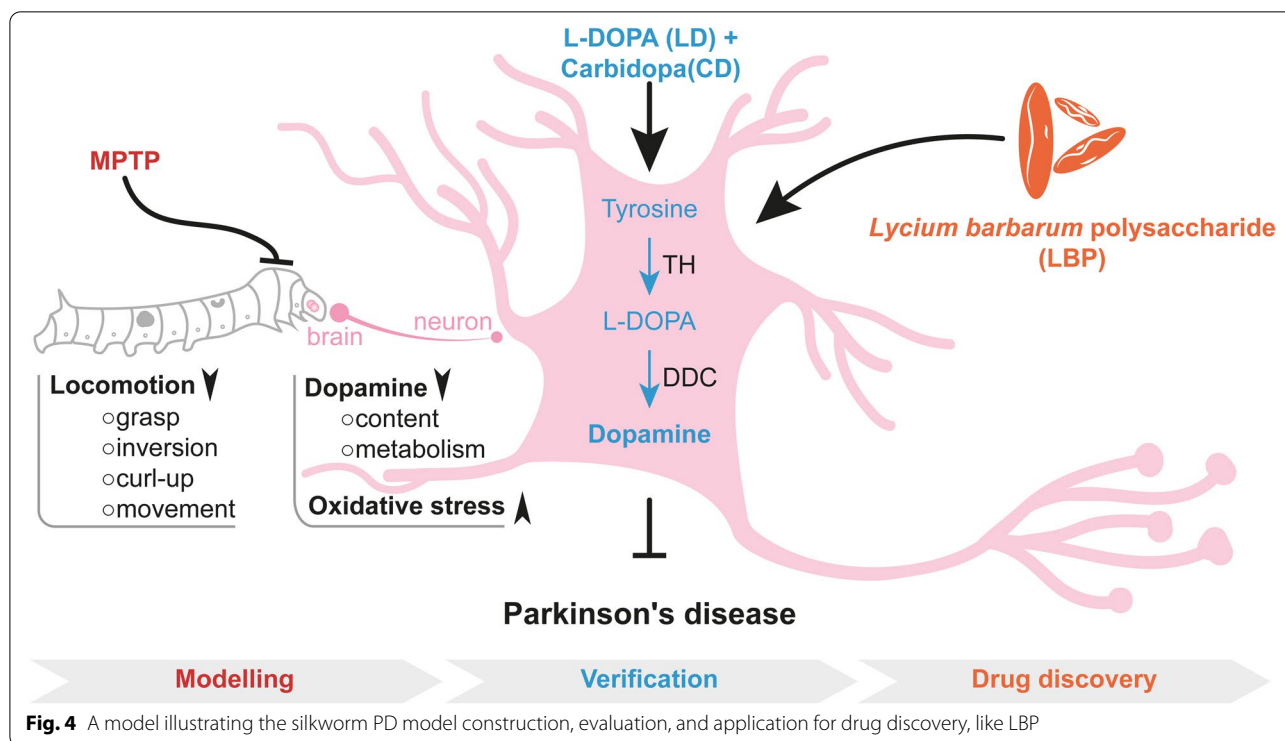 L-DOPA (LD) +
Carbidopa(CD)
MPTP
Tyrosine
TH
L-DOPA
DDC
Dopamine
Lycium barbarum polysaccharide
(LBP)
brain
neuron
Locomotion
○grasp
○inversion
○curl-up
○movement
Dopamine
○content
○metabolism
Oxidative stress
Parkinson's disease
Modelling
Verification
Drug discovery
Fig. 4 A model illustrating the silkworm PD model construction, evaluation, and application for drug discovery, like LBP